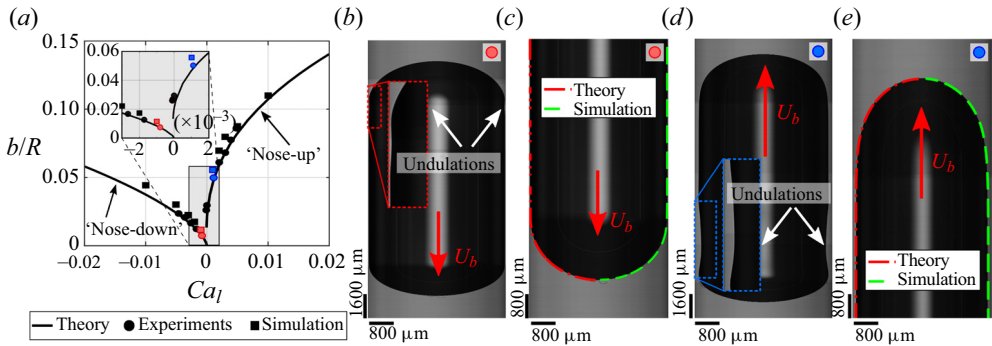 (a)
(b)
(c)
(d)
(e)
0.15
0.10
0.05
0
b/R
−0.02
−0.01
0
0.01
0.02
Ca_l
0.06
0.04
0.02
0
−2
0
2
(×10⁻³)
‘Nose-up’
‘Nose-down’
Theory
Experiments
Simulation
Undulations
U_b
1600 μm
800 μm
Theory
Simulation
U_b
800 μm
800 μm
Undulations
U_b
1600 μm
800 μm
U_b
Theory
Simulation
800 μm
800 μm